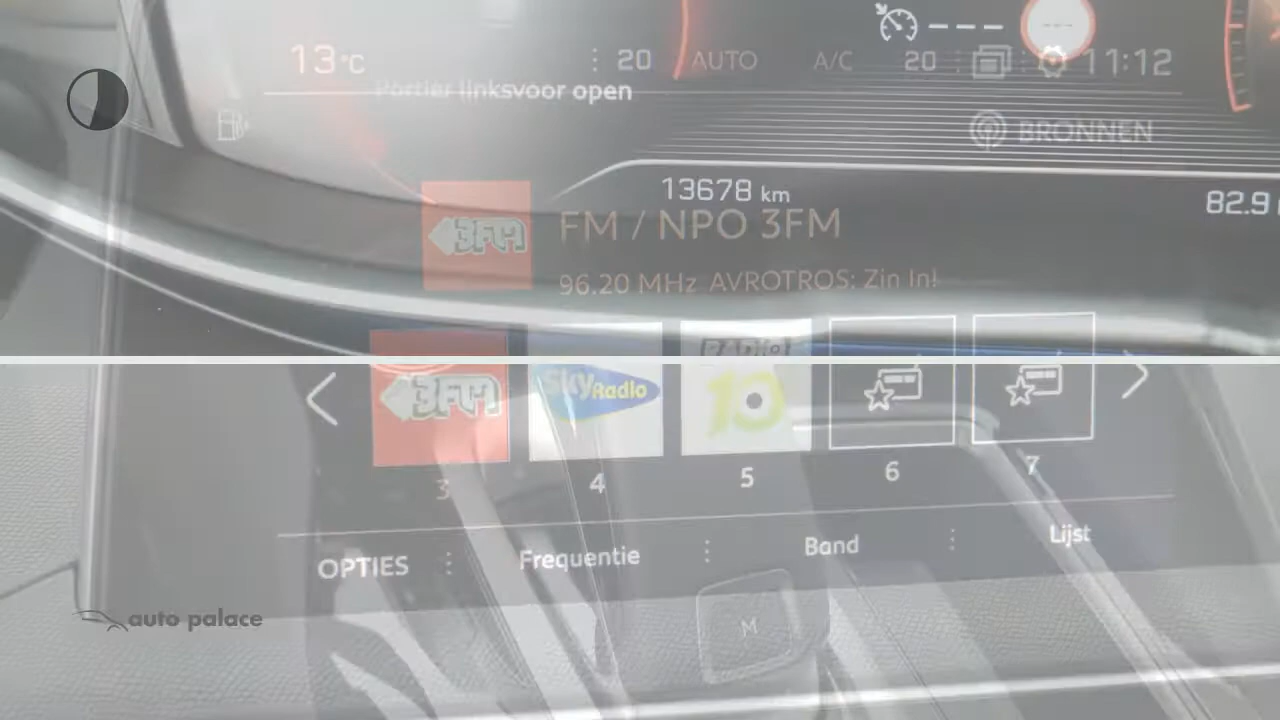 13°C 20 AUTO A/C 20 11:12
Portier linksvoor open
BRONNEN
13678 km
82.9
3FM FM / NPO 3FM
96.20 MHz AVROTROS: Zin In!
3FM Sky Radio RADIO 10
3 4 5 6 7
OPTIES Frequentie Band Lijst
M
auto palace